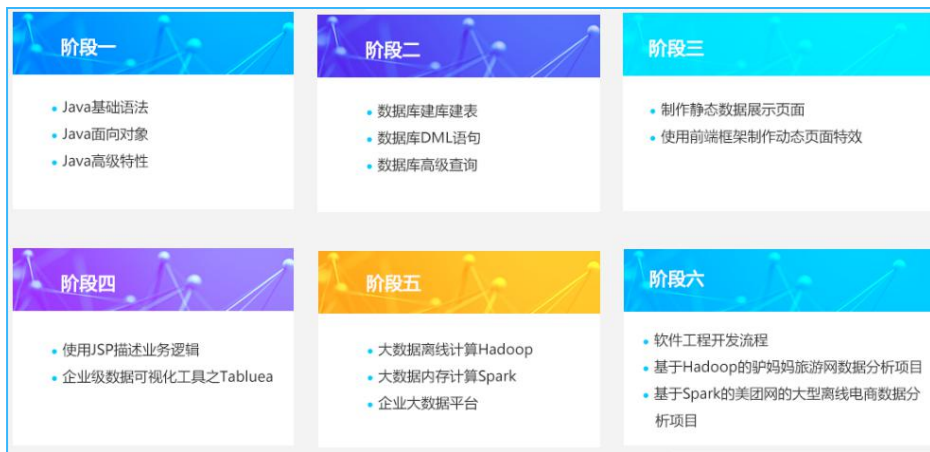 阶段一
Java基础语法
Java面向对象
Java高级特性
阶段二
数据库建库建表
数据库DML语句
数据库高级查询
阶段三
制作静态数据展示页面
使用前端框架制作动态页面特效
阶段四
使用JSP描述业务逻辑
企业级数据可视化工具之Tabluea
阶段五
大数据离线计算Hadoop
大数据内存计算Spark
企业大数据平台
阶段六
软件工程开发流程
基于Hadoop的驴妈妈旅游网数据分析项目
基于Spark的美团网的大型离线电商数据分
析项目